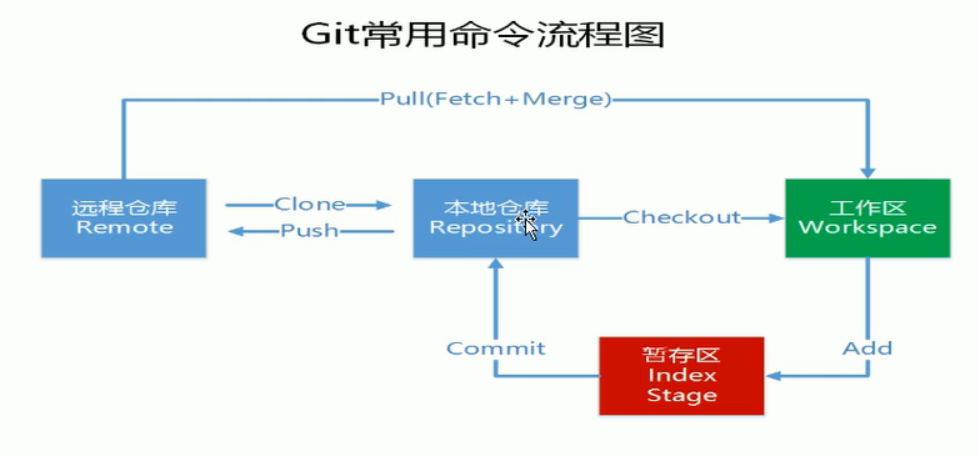 Git常用命令流程图
Pull(Fetch+Merge)
远程仓库
Remote
Clone
Push
本地仓库
Repository
Checkout
工作区
Workspace
Commit
暂存区
Index
Stage
Add